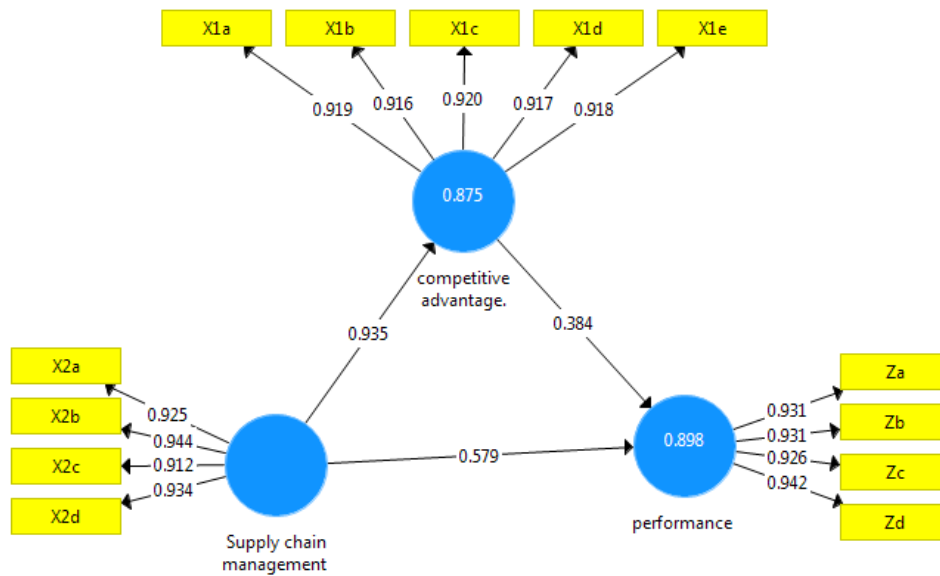 X1a X1b X1c X1d X1e
0.919 0.916 0.920 0.917 0.918
0.875
competitive
advantage.
0.935
0.384
X2a
X2b
X2c
X2d
0.925
0.944
0.912
0.934
Supply chain
management
0.579
0.898
performance
0.931
0.931
0.926
0.942
Za
Zb
Zc
Zd